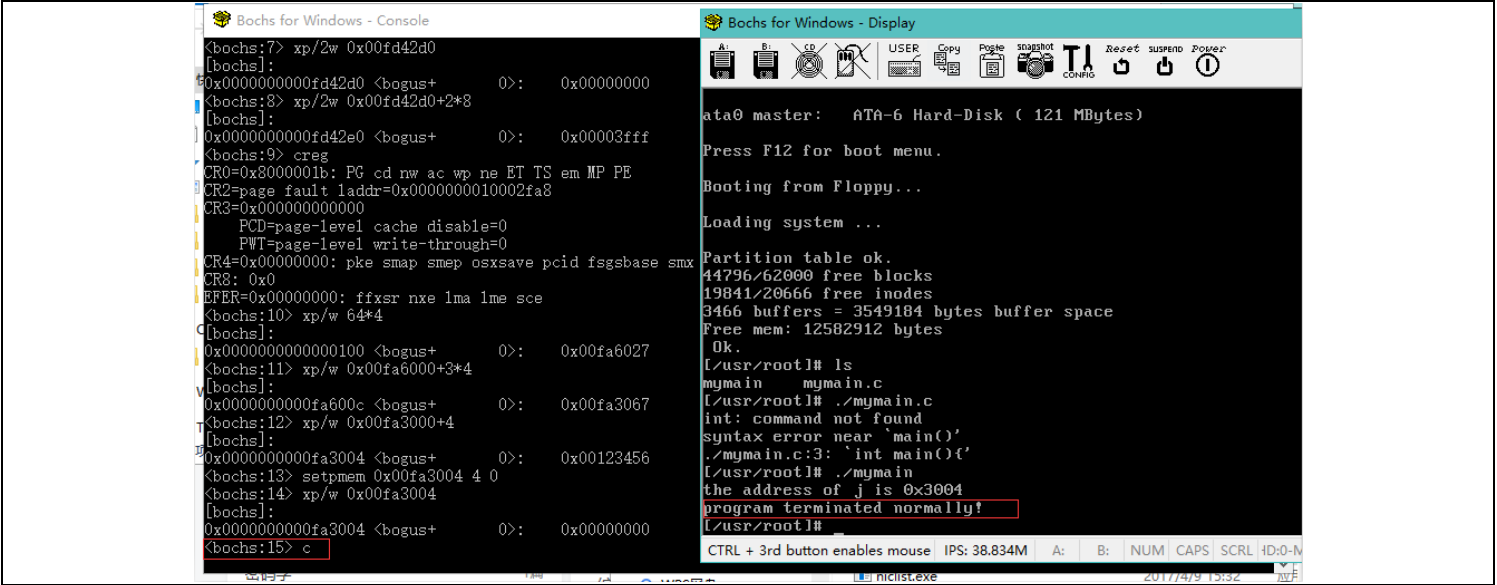 Bochs for Windows - Console
<bochs:7> xp/2w 0x00fd42d0
[bochs]:
0x0000000000fd42d0 <bogus+ 0>: 0x00000000
<bochs:8> xp/2w 0x00fd42d0+2*8
[bochs]:
0x0000000000fd42e0 <bogus+ 0>: 0x00003fff
<bochs:9> creg
CR0=0x8000001b: PG cd nw ac wp ne ET TS em MP PE
CR2=page fault laddr=0x0000000010002fa8
CR3=0x000000000000
PCD=page-level cache disable=0
PWT=page-level write-through=0
CR4=0x00000000: pke smap smep osxsave pcid fsgsbase smx
CR8: 0x0
EFER=0x00000000: ffxsr nxe lma lme sce
<bochs:10> xp/w 64*4
[bochs]:
0x0000000000000100 <bogus+ 0>: 0x00fa6027
<bochs:11> xp/w 0x00fa6000+3*4
[bochs]:
0x0000000000fa600c <bogus+ 0>: 0x00fa3067
<bochs:12> xp/w 0x00fa3000+4
[bochs]:
0x0000000000fa3004 <bogus+ 0>: 0x00123456
<bochs:13> setpmem 0x00fa3004 4 0
<bochs:14> xp/w 0x00fa3004
[bochs]:
0x0000000000fa3004 <bogus+ 0>: 0x00000000
<bochs:15> c
Bochs for Windows - Display
A: B: CD USER Copy Paste snapshot CONFIG Reset SUSPEND Power
ata0 master: ATA-6 Hard-Disk ( 121 MBytes)
Press F12 for boot menu.
Booting from Floppy...
Loading system ...
Partition table ok.
44796/62000 free blocks
19841/20666 free inodes
3466 buffers = 3549184 bytes buffer space
Free mem: 12582912 bytes
Ok.
[/usr/root]# ls
mymain mymain.c
[/usr/root]# ./mymain.c
int: command not found
syntax error near `main()'
./mymain.c:3: `int main(){'
[/usr/root]# ./mymain
the address of j is 0x3004
program terminated normally!
[/usr/root]# _
CTRL + 3rd button enables mouse IPS: 38.834M A: B: NUM CAPS SCRL
niclist.exe 2017/4/9 15:32